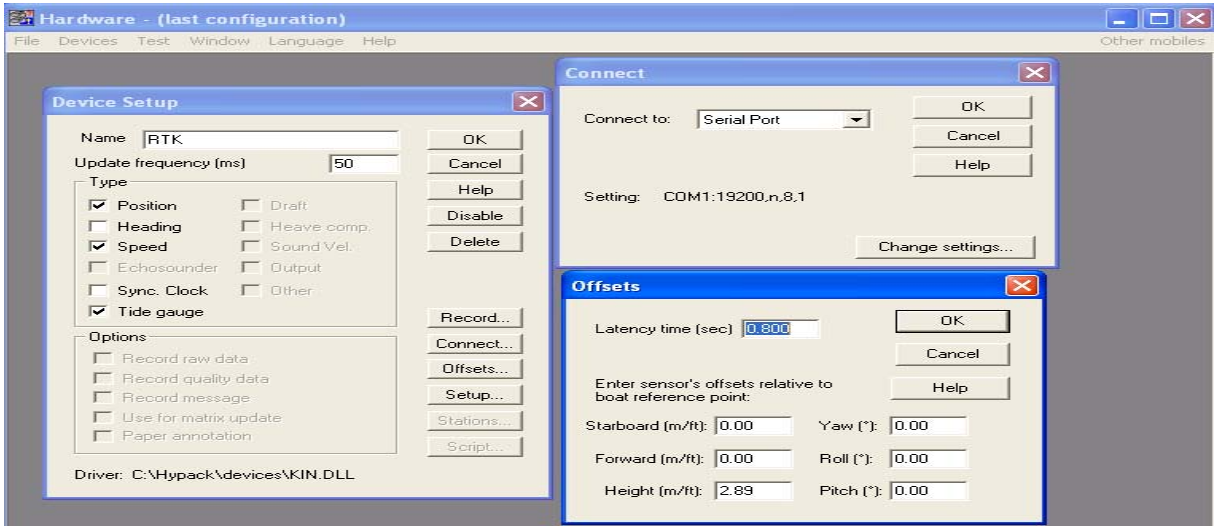 Hardware - (last configuration)
File Devices Test Window Language Help Other mobiles
Device Setup
Name RTK
Update frequency (ms) 50
Type
Position Draft
Heading Heave comp.
Speed Sound Vel.
Echosounder Output
Sync. Clock Other
Tide gauge
Options
Record raw data
Record quality data
Record message
Use for matrix update
Paper annotation
Driver: C:\Hypack\devices\KIN.DLL
OK
Cancel
Help
Disable
Delete
Record...
Connect...
Offsets...
Setup...
Stations...
Script...
Connect
Connect to: Serial Port
OK
Cancel
Help
Setting: COM1:19200,n,8,1
Change settings...
Offsets
Latency time (sec) 0.800
OK
Cancel
Help
Enter sensor's offsets relative to
boat reference point:
Starboard (m/ft): 0.00 Yaw (°): 0.00
Forward (m/ft): 0.00 Roll (°): 0.00
Height (m/ft): 2.89 Pitch (°): 0.00